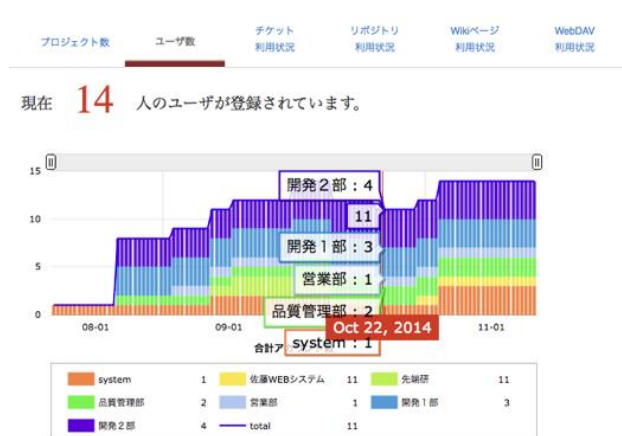 プロジェクト数
ユーザ数
チケット
利用状況
リポジトリ
利用状況
Wikiページ
利用状況
WebDAV
利用状況
現在 14 人のユーザが登録されています。
15
10
5
0
開発2部:4
11
開発1部:3
営業部:1
品質管理部:2
Oct 22, 2014
system:1
08-01
09-01
11-01
合計ア
system 1
佐藤WEBシステム 11
先端研 11
品質管理部 2
営業部 1
開発1部 3
開発2部 4
total 11